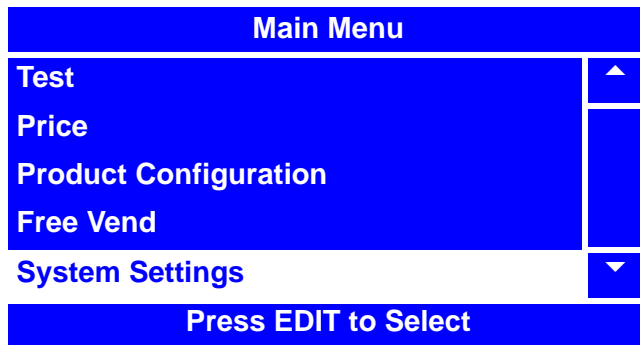 Main Menu
Test
Price
Product Configuration
Free Vend
System Settings
Press EDIT to Select